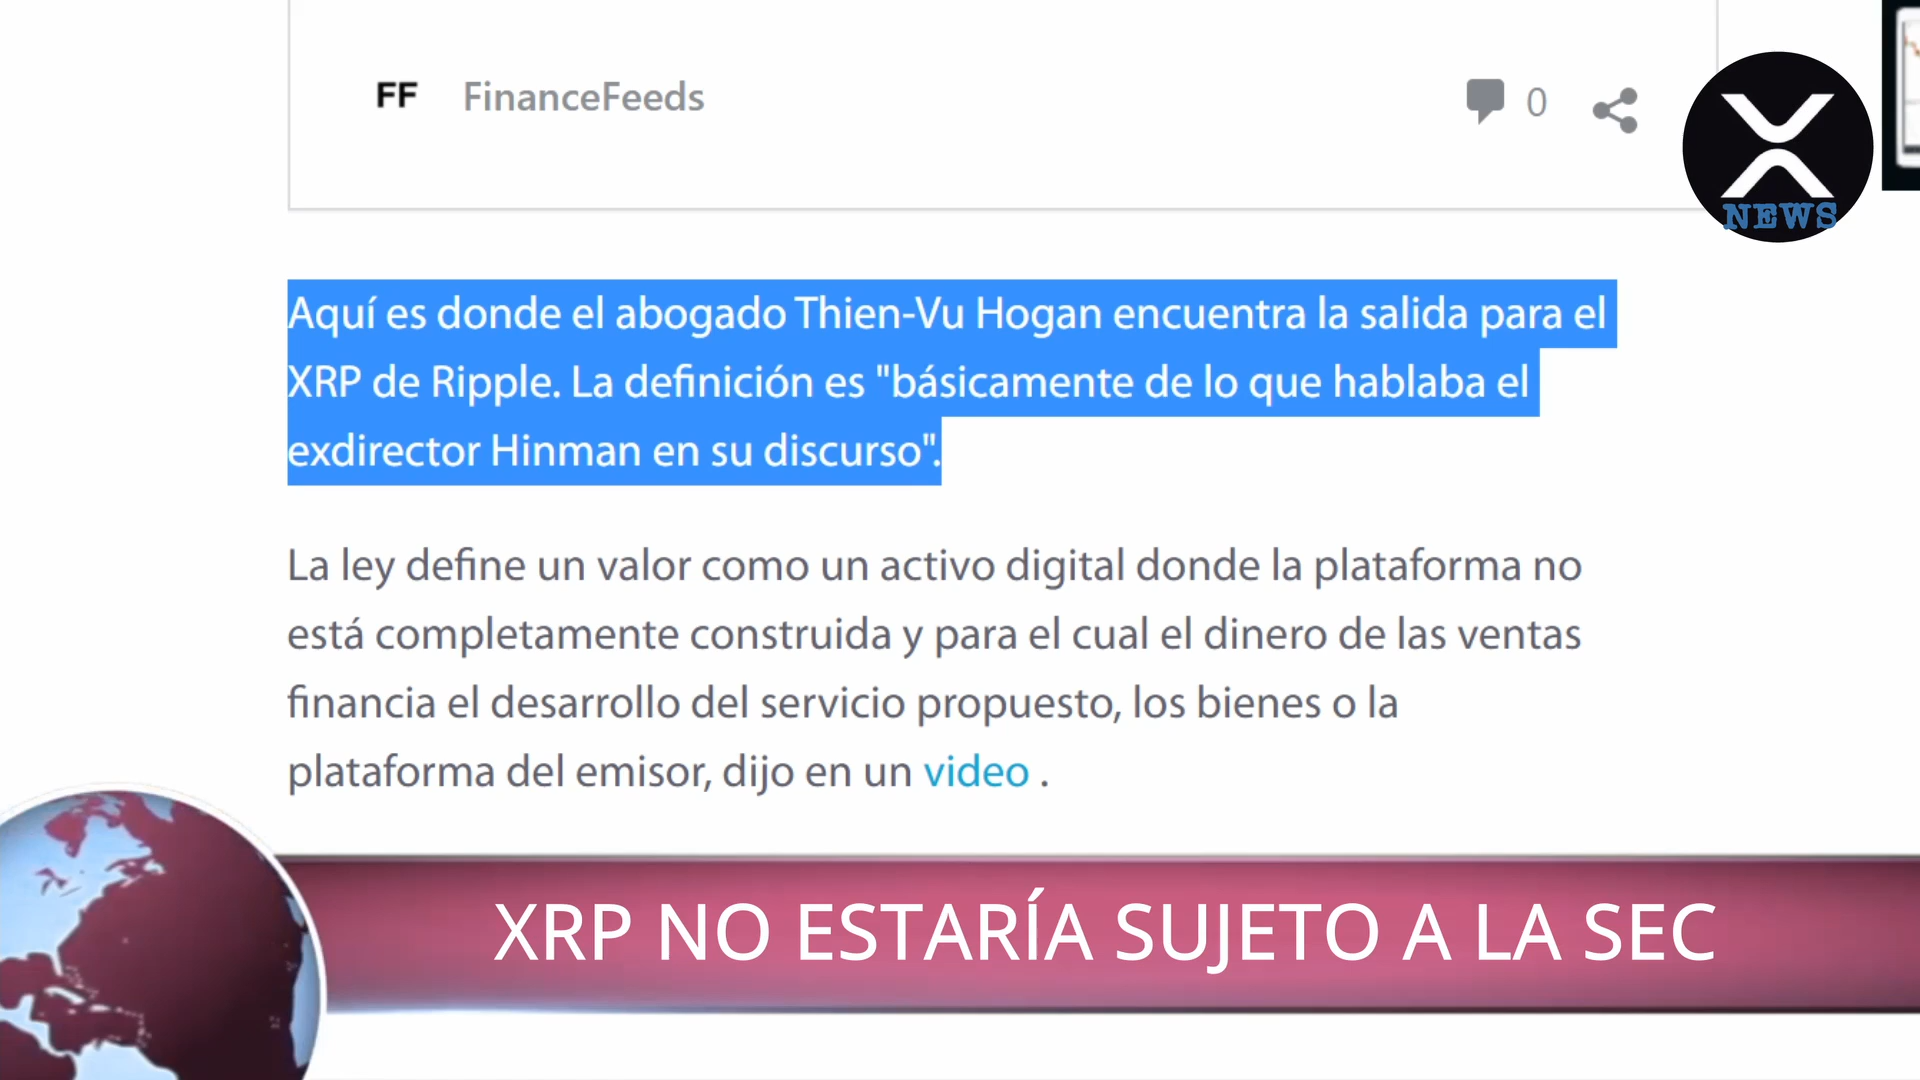 FF FinanceFeeds 0
NEWS
Aquí es donde el abogado Thien-Vu Hogan encuentra la salida para el
XRP de Ripple. La definición es "básicamente de lo que hablaba el
exdirector Hinman en su discurso".
La ley define un valor como un activo digital donde la plataforma no
está completamente construida y para el cual el dinero de las ventas
financia el desarrollo del servicio propuesto, los bienes o la
plataforma del emisor, dijo en un video .
XRP NO ESTARÍA SUJETO A LA SEC